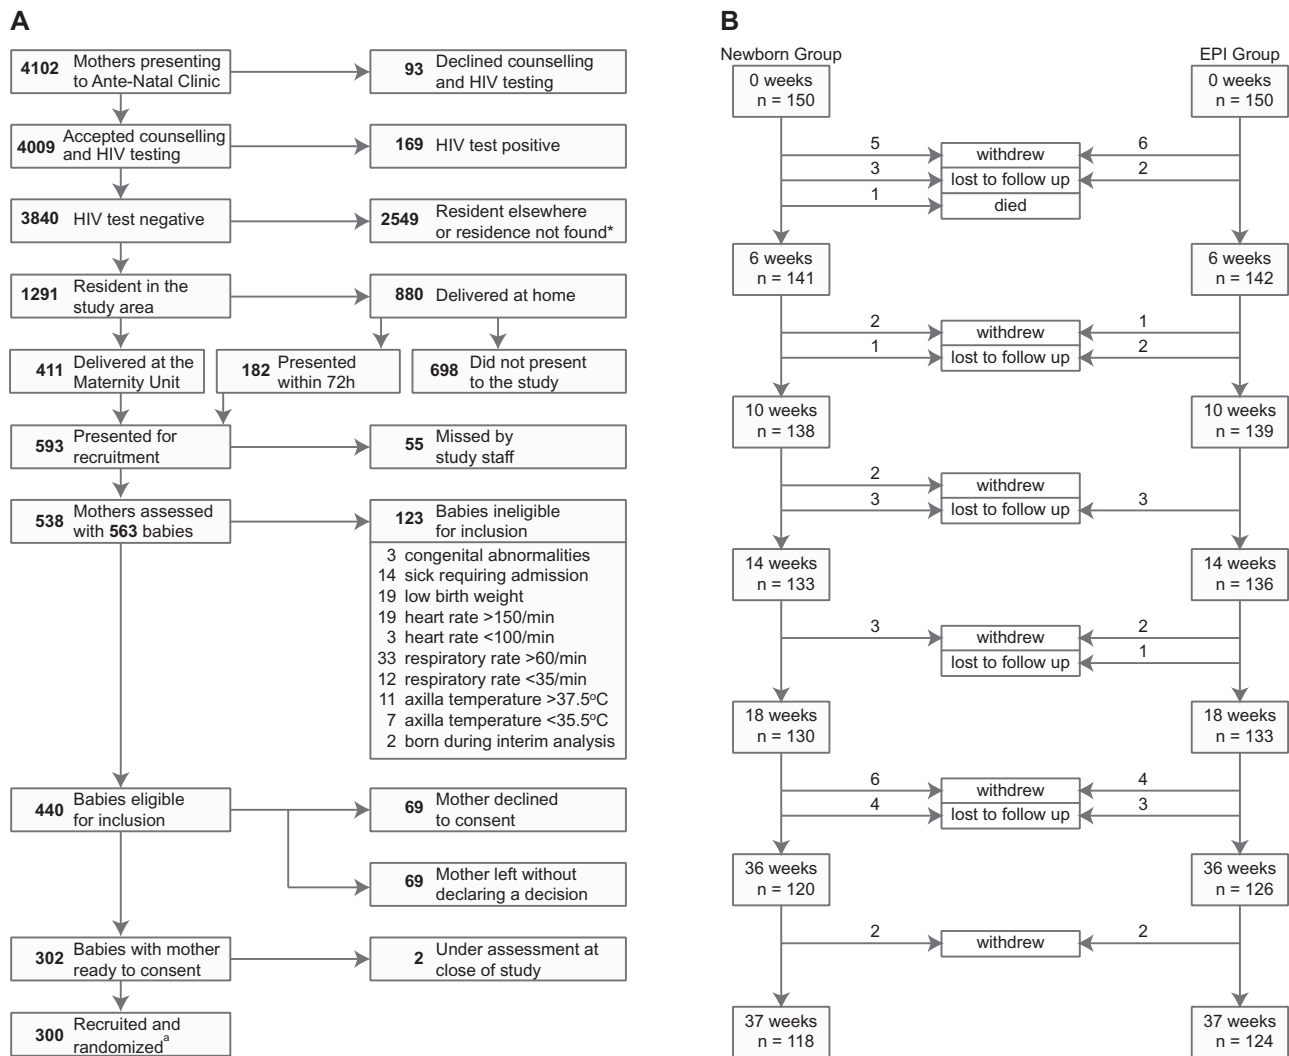 A
4102 Mothers presenting
to Ante-Natal Clinic
93 Declined counselling
and HIV testing
4009 Accepted counselling
and HIV testing
169 HIV test positive
3840 HIV test negative
2549 Resident elsewhere
or residence not found*
1291 Resident in the
study area
880 Delivered at home
411 Delivered at the
Maternity Unit
182 Presented
within 72h
698 Did not present
to the study
593 Presented for
recruitment
55 Missed by
study staff
538 Mothers assessed
with 563 babies
123 Babies ineligible
for inclusion
3 congenital abnormalities
14 sick requiring admission
19 low birth weight
19 heart rate >150/min
3 heart rate <100/min
33 respiratory rate >60/min
12 respiratory rate <35/min
11 axilla temperature >37.5ºC
7 axilla temperature <35.5ºC
2 born during interim analysis
440 Babies eligible
for inclusion
69 Mother declined
to consent
69 Mother left without
declaring a decision
302 Babies with mother
ready to consent
2 Under assessment at
close of study
300 Recruited and
randomizedª
B
Newborn Group
EPI Group
0 weeks
n = 150
0 weeks
n = 150
5 withdrew 6
3 lost to follow up 2
1 died
6 weeks
n = 141
6 weeks
n = 142
2 withdrew 1
1 lost to follow up 2
10 weeks
n = 138
10 weeks
n = 139
2 withdrew
3 lost to follow up 3
14 weeks
n = 133
14 weeks
n = 136
3 withdrew 2
lost to follow up 1
18 weeks
n = 130
18 weeks
n = 133
6 withdrew 4
4 lost to follow up 3
36 weeks
n = 120
36 weeks
n = 126
2 withdrew 2
37 weeks
n = 118
37 weeks
n = 124